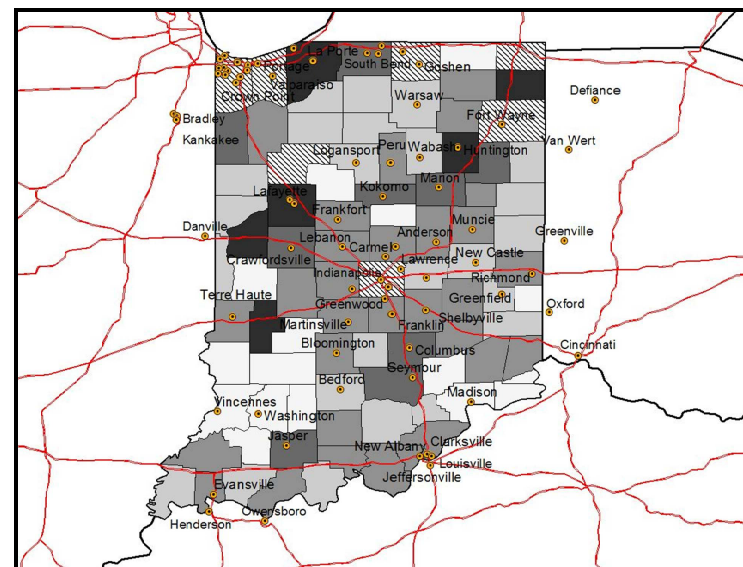 La Porte
Portage
South Bend
Goshen
Valparaiso
Crown Point
Warsaw
Defiance
Fort Wayne
Bradley
Kankakee
Van Wert
Logansport
Peru
Wabash
Huntington
Marion
Lafayette
Kokomo
Frankfort
Muncie
Danville
Lebanon
Carmel
Anderson
Greenville
Crawfordsville
Lawrence
New Castle
Indianapolis
Richmond
Terre Haute
Greenwood
Greenfield
Oxford
Martinsville
Franklin
Shelbyville
Bloomington
Columbus
Cincinnati
Seymour
Bedford
Madison
Vincennes
Washington
Jasper
New Albany
Clarksville
Louisville
Jeffersonville
Evansville
Owensboro
Henderson